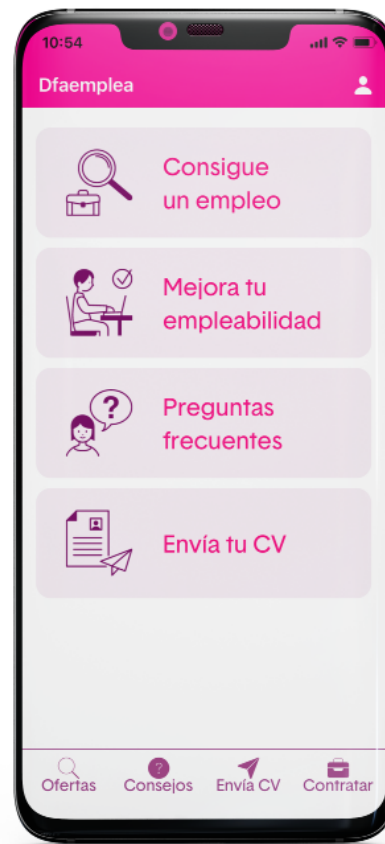 10:54
Dfaemplea
Consigue
un empleo
Mejora tu
empleabilidad
?
Preguntas
frecuentes
Envía tu CV
?
Ofertas
Consejos
Envía CV
Contratar